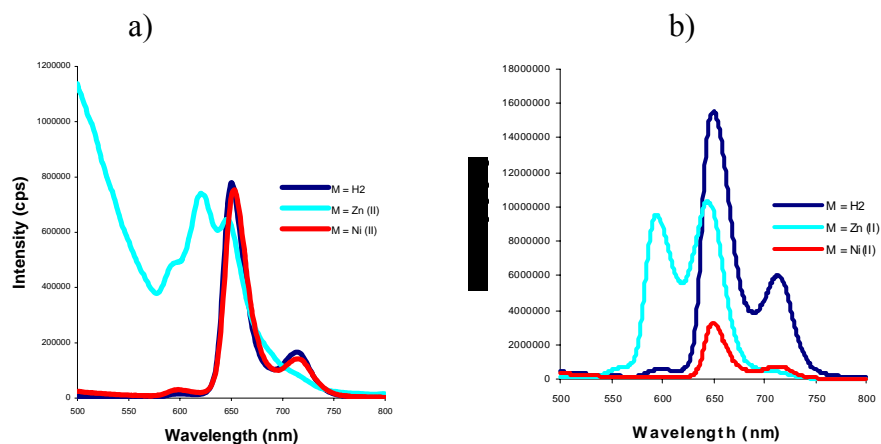 a)
b)
1200000
1000000
800000
600000
400000
200000
0
Intensity (cps)
M = H2
M = Zn (II)
M = Ni (II)
500
550
600
650
700
750
800
Wavelength (nm)
18000000
16000000
14000000
12000000
10000000
8000000
6000000
4000000
2000000
0
M = H2
M = Zn (II)
M = Ni(II)
500
550
600
650
700
750
800
Wavelength (nm)